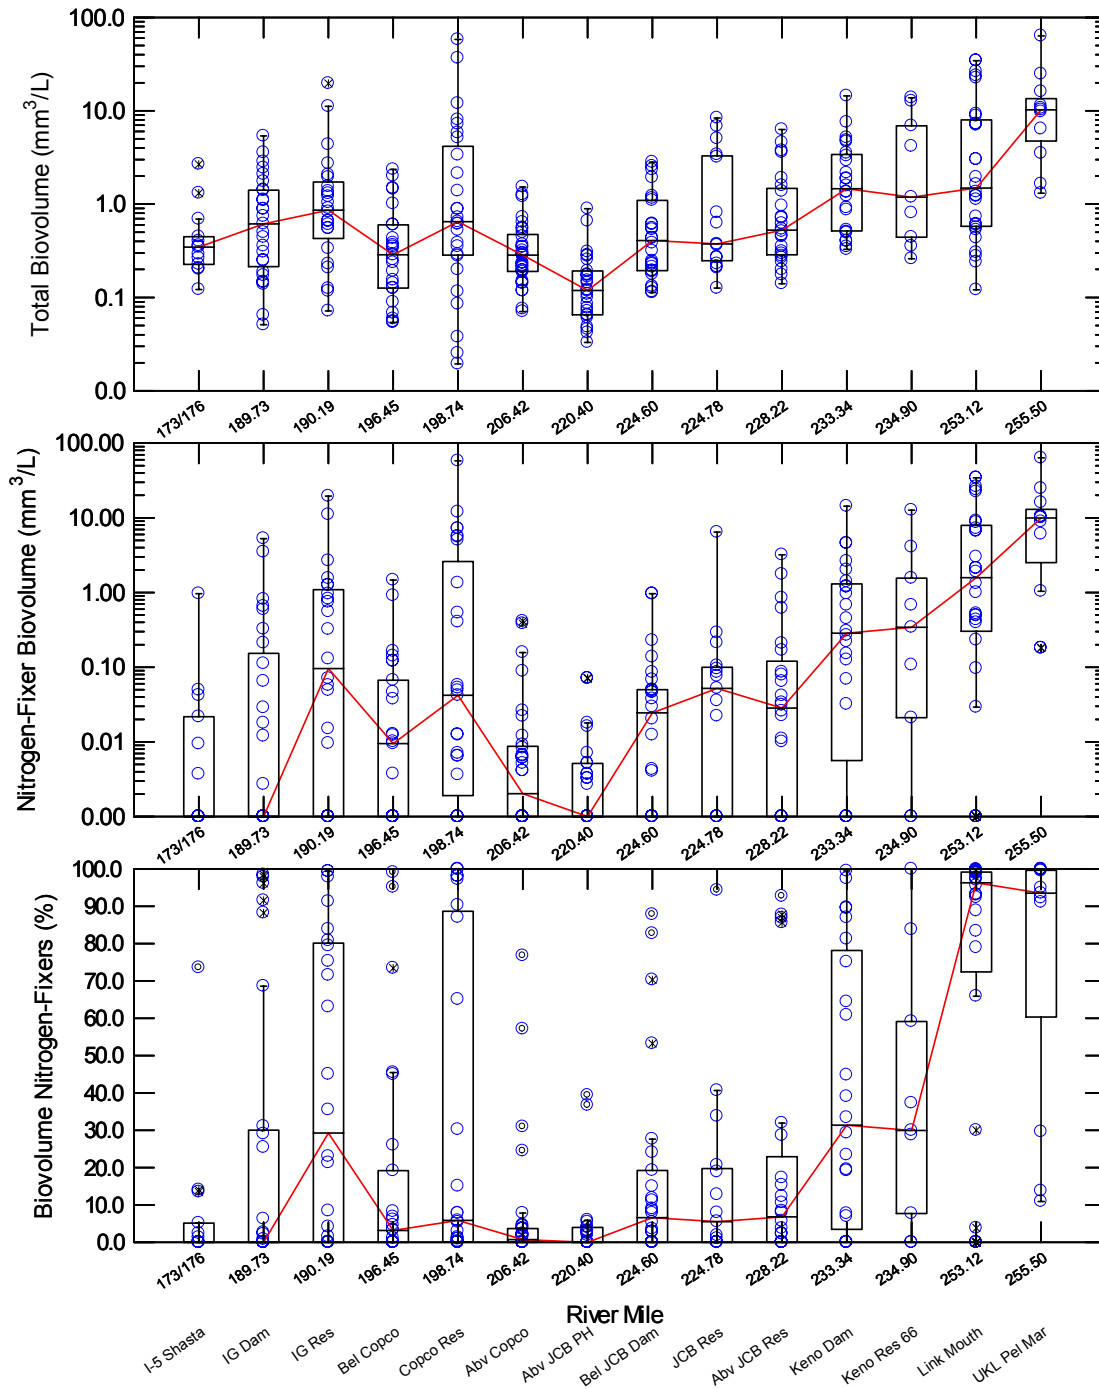 Total Biovolume (mm³/L)
100.0
10.0
1.0
0.1
0.0
173/176 189.73 190.19 196.45 198.74 206.42 220.40 224.60 224.78 228.22 233.34 234.90 253.12 255.50
Nitrogen-Fixer Biovolume (mm³/L)
100.00
10.00
1.00
0.10
0.01
0.00
173/176 189.73 190.19 196.45 198.74 206.42 220.40 224.60 224.78 228.22 233.34 234.90 253.12 255.50
Biovolume Nitrogen-Fixers (%)
100.0
90.0
80.0
70.0
60.0
50.0
40.0
30.0
20.0
10.0
0.0
173/176 189.73 190.19 196.45 198.74 206.42 220.40 224.60 224.78 228.22 233.34 234.90 253.12 255.50
River Mile
I-5 Shasta IG Dam IG Res Bel Copco Copco Res Abv Copco Abv JCB PH Bel JCB Dam JCB Res Abv JCB Res Keno Dam Keno Res 66 Link Mouth UKL Pel Mar